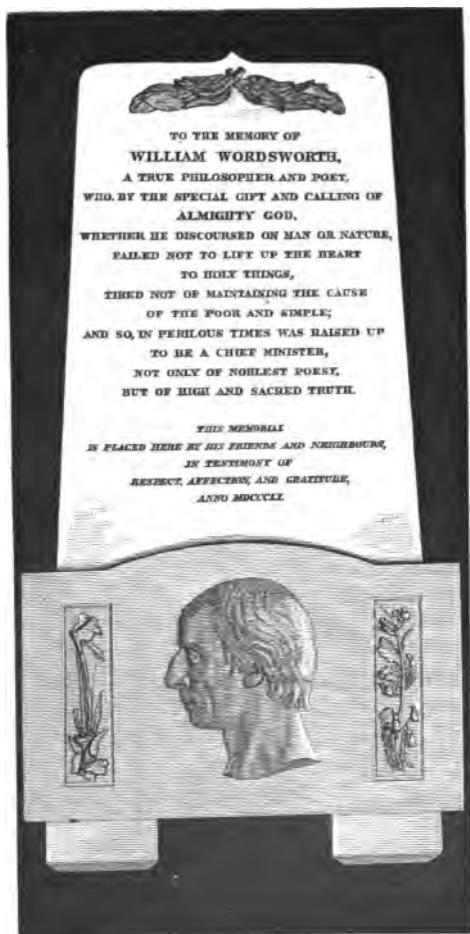 TO THE MEMORY OF
WILLIAM WORDSWORTH,
A TRUE PHILOSOPHER AND POET,
WHO, BY THE SPECIAL GIFT AND CALLING OF
ALMIGHTY GOD,
WHETHER HE DISCOURSED ON MAN OR NATURE,
FAILED NOT TO LIFT UP THE HEART
TO HOLY THINGS,
TIRED NOT OF MAINTAINING THE CAUSE
OF THE POOR AND SIMPLE;
AND SO, IN PERILOUS TIMES WAS RAISED UP
TO BE A CHIEF MINISTER,
NOT ONLY OF NOBLEST POESY,
BUT OF HIGH AND SACRED TRUTH.
THIS MEMORIAL
IS PLACED HERE BY HIS FRIENDS AND NEIGHBOURS,
IN TESTIMONY OF
RESPECT, AFFECTION, AND GRATITUDE,
ANNO MDCCCLI.